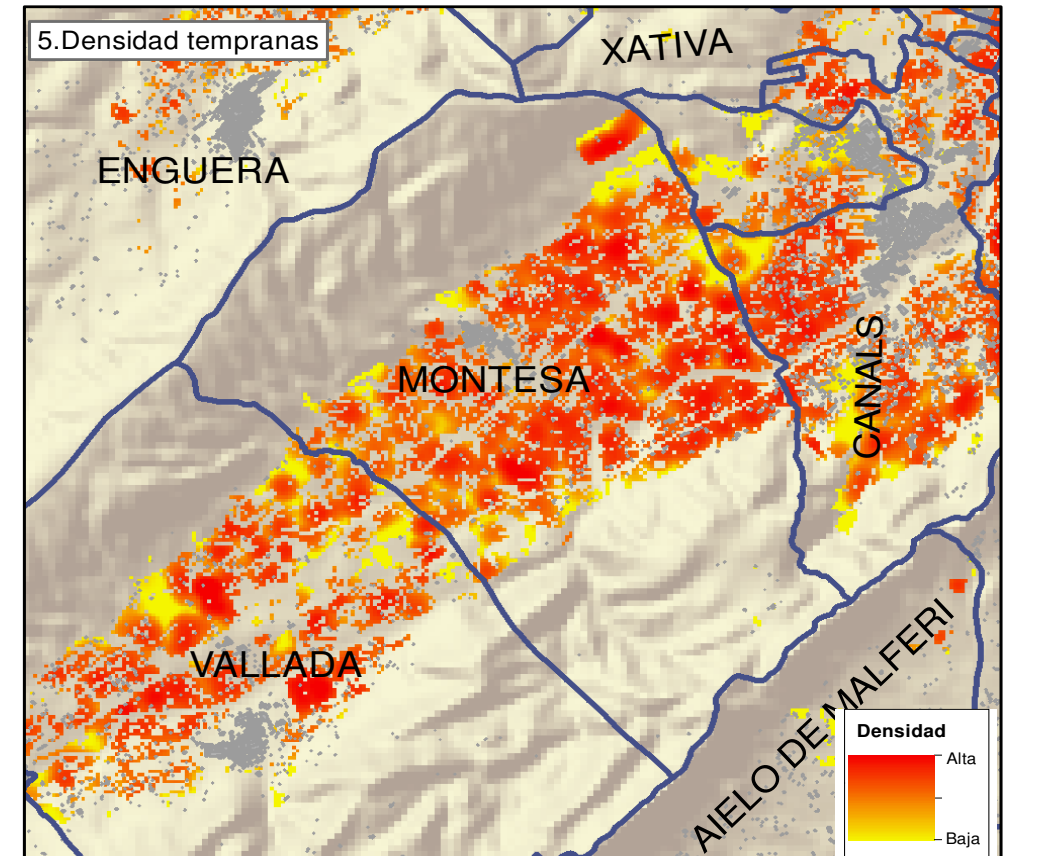 5.Densidad tempranas
XATIVA
ENGUERA
MONTESA
CANALS
VALLADA
AIELO DE MALFERI
Densidad
Alta
Baja